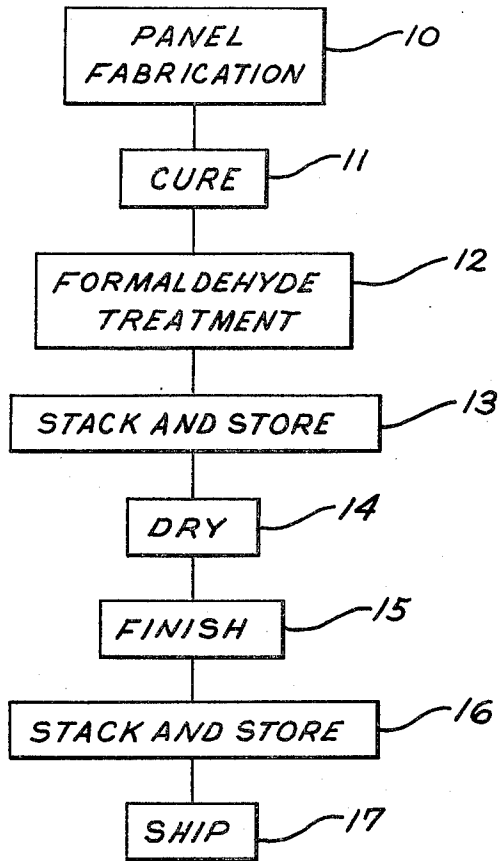 PANEL
FABRICATION
10
CURE
11
FORMALDEHYDE
TREATMENT
12
STACK AND STORE
13
DRY
14
FINISH
15
STACK AND STORE
16
SHIP
17